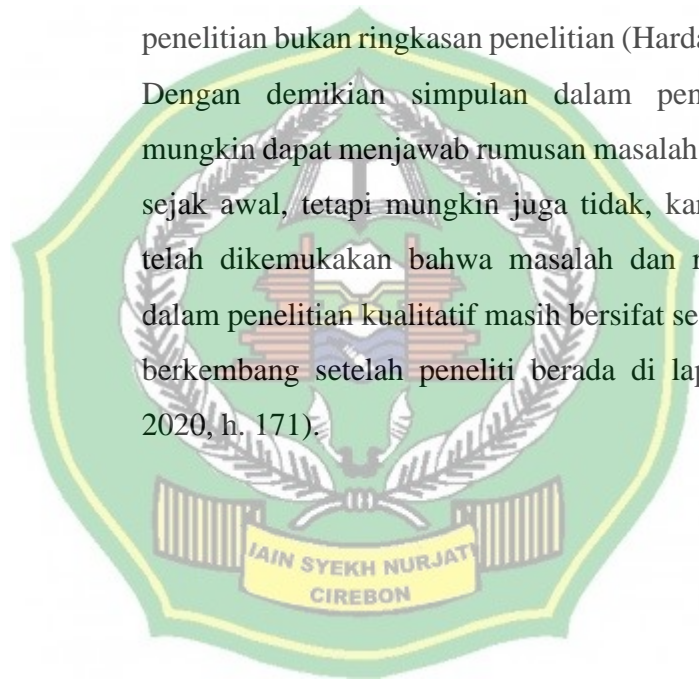 penelitian bukan ringkasan penelitian (Harda
Dengan demikian simpulan dalam pen
mungkin dapat menjawab rumusan masalah
sejak awal, tetapi mungkin juga tidak, kar
telah dikemukakan bahwa masalah dan r
dalam penelitian kualitatif masih bersifat se
berkembang setelah peneliti berada di lap
2020, h. 171).
IAIN SYEKH NURJATI
CIREBON